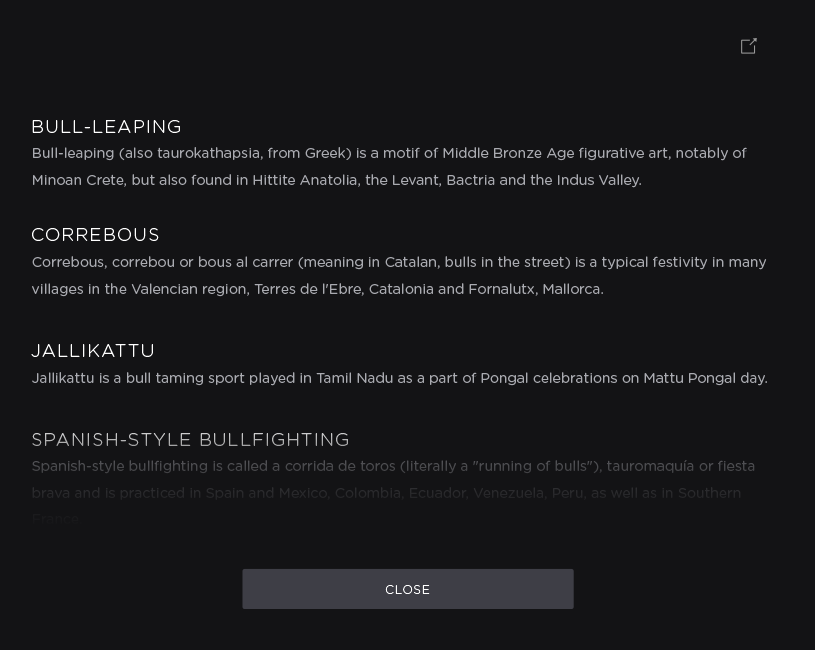 BULL-LEAPING
Bull-leaping (also taurokathapsia, from Greek) is a motif of Middle Bronze Age figurative art, notably of
Minoan Crete, but also found in Hittite Anatolia, the Levant, Bactria and the Indus Valley.
CORREBOUS
Correbous, correbou or bous al carrer (meaning in Catalan, bulls in the street) is a typical festivity in many
villages in the Valencian region, Terres de l'Ebre, Catalonia and Fornalutx, Mallorca.
JALLIKATTU
Jallikattu is a bull taming sport played in Tamil Nadu as a part of Pongal celebrations on Mattu Pongal day.
SPANISH-STYLE BULLFIGHTING
Spanish-style bullfighting is called a corrida de toros (literally a "running of bulls"), tauromaquía or fiesta
brava and is practiced in Spain and Mexico, Colombia, Ecuador, Venezuela, Peru, as well as in Southern
CLOSE